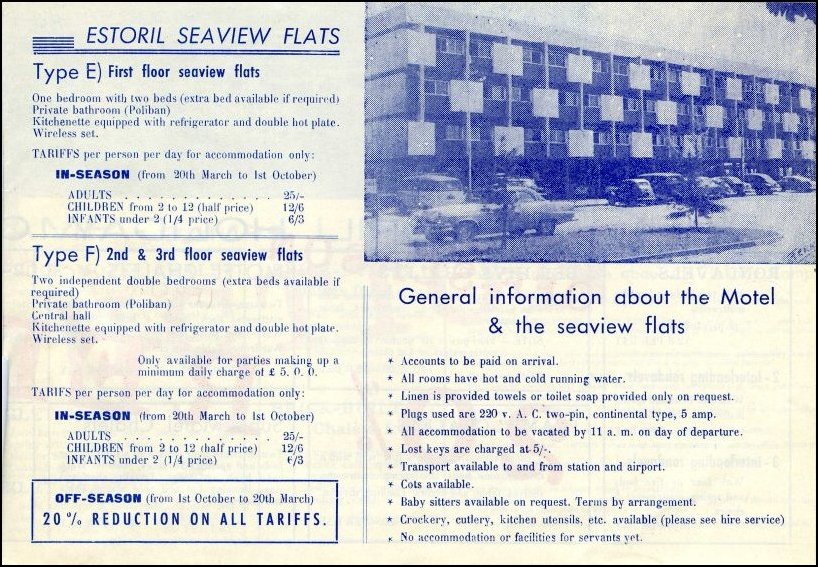 ESTORIL SEAVIEW FLATS
Type E) First floor seaview flats
One bedroom with two beds (extra bed available if required)
Private bathroom (Poliban)
Kitchenette equipped with refrigerator and double hot plate.
Wireless set.
TARIFFS per person per day for accommodation only:
IN-SEASON (from 20th March to 1st October)
ADULTS . . . . . . . . . . . . . 25/-
CHILDREN from 2 to 12 (half price) 12/6
INFANTS under 2 (1/4 price) 6/3
Type F) 2nd & 3rd floor seaview flats
Two independent double bedrooms (extra beds available if
required)
Private bathroom (Poliban)
Central hall
Kitchenette equipped with refrigerator and double hot plate.
Wireless set.
Only available for parties making up a
minimum daily charge of £ 5. 0. 0.
TARIFFS per person per day for accommodation only:
IN-SEASON (from 20th March to 1st October)
ADULTS . . . . . . . . . . . . . 25/-
CHILDREN from 2 to 12 (half price) 12/6
INFANTS under 2 (1/4 price) 6/3
OFF-SEASON (from 1st October to 20th March)
20 % REDUCTION ON ALL TARIFFS.
General information about the Motel
& the seaview flats
* Accounts to be paid on arrival.
* All rooms have hot and cold running water.
* Linen is provided towels or toilet soap provided only on request.
* Plugs used are 220 v. A. C. two-pin, continental type, 5 amp.
* All accommodation to be vacated by 11 a. m. on day of departure.
* Lost keys are charged at 5/-.
* Transport available to and from station and airport.
* Cots available.
* Baby sitters available on request. Terms by arrangement.
* Crockery, cutlery, kitchen utensils, etc. available (please see hire service)
* No accommodation or facilities for servants yet.